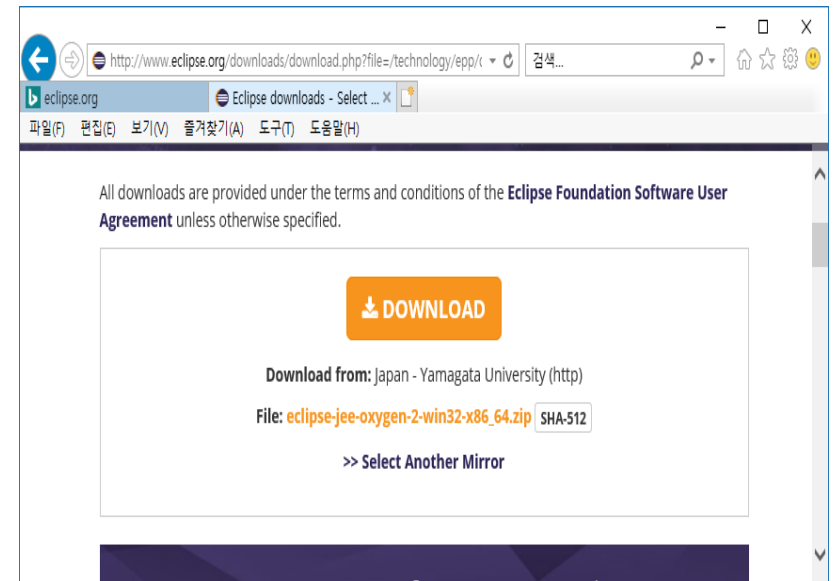 http://www.eclipse.org/downloads/download.php?file=/technology/epp/c
검색...
eclipse.org
Eclipse downloads - Select ...
파일(F) 편집(E) 보기(V) 즐겨찾기(A) 도구(T) 도움말(H)
All downloads are provided under the terms and conditions of the Eclipse Foundation Software User
Agreement unless otherwise specified.
DOWNLOAD
Download from: Japan - Yamagata University (http)
File: eclipse-jee-oxygen-2-win32-x86_64.zip SHA-512
>> Select Another Mirror